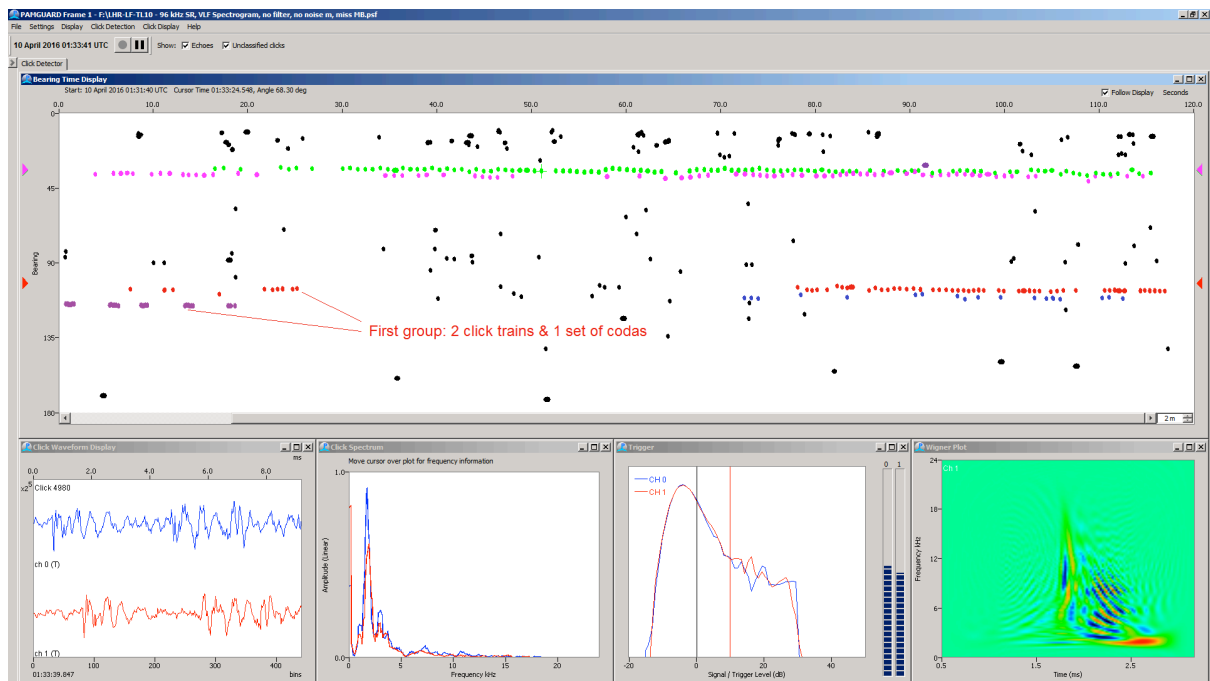 PAMGUARD Frame 1 - F:\LHR-LF-TL10 - 96 kHz SR, VLF Spectrogram, no filter, no noise m, miss MB.psf
File Settings Display Click Detection Click Display Help
10 April 2016 01:33:41 UTC Show: Echoes Unclassified clicks
Click Detector
Bearing Time Display
Start: 10 April 2016 01:31:40 UTC Cursor Time 01:33:24.548, Angle 68.30 deg Follow Display Seconds
0.0 10.0 20.0 30.0 40.0 50.0 60.0 70.0 80.0 90.0 100.0 110.0 120.0
0
45
90
135
180
Bearing
First group: 2 click trains & 1 set of codas
2 m
Click Waveform Display
ms
0.0 2.0 4.0 6.0 8.0
x2^5
Click 4980
ch 0 (T)
ch 1 (T)
0 100 200 300 400
01:33:39.847 bins
Click Spectrum
Move cursor over plot for frequency information
1.0
0.0
Amplitude (Linear)
0 5 10 15 20
Frequency kHz
Trigger
0 1
CH 0
CH 1
-20 0 20 40
Signal / Trigger Level (dB)
Wigner Plot
Ch 1
24
18
12
6
0
Frequency kHz
0.5 1.5 2.5
Time (ms)